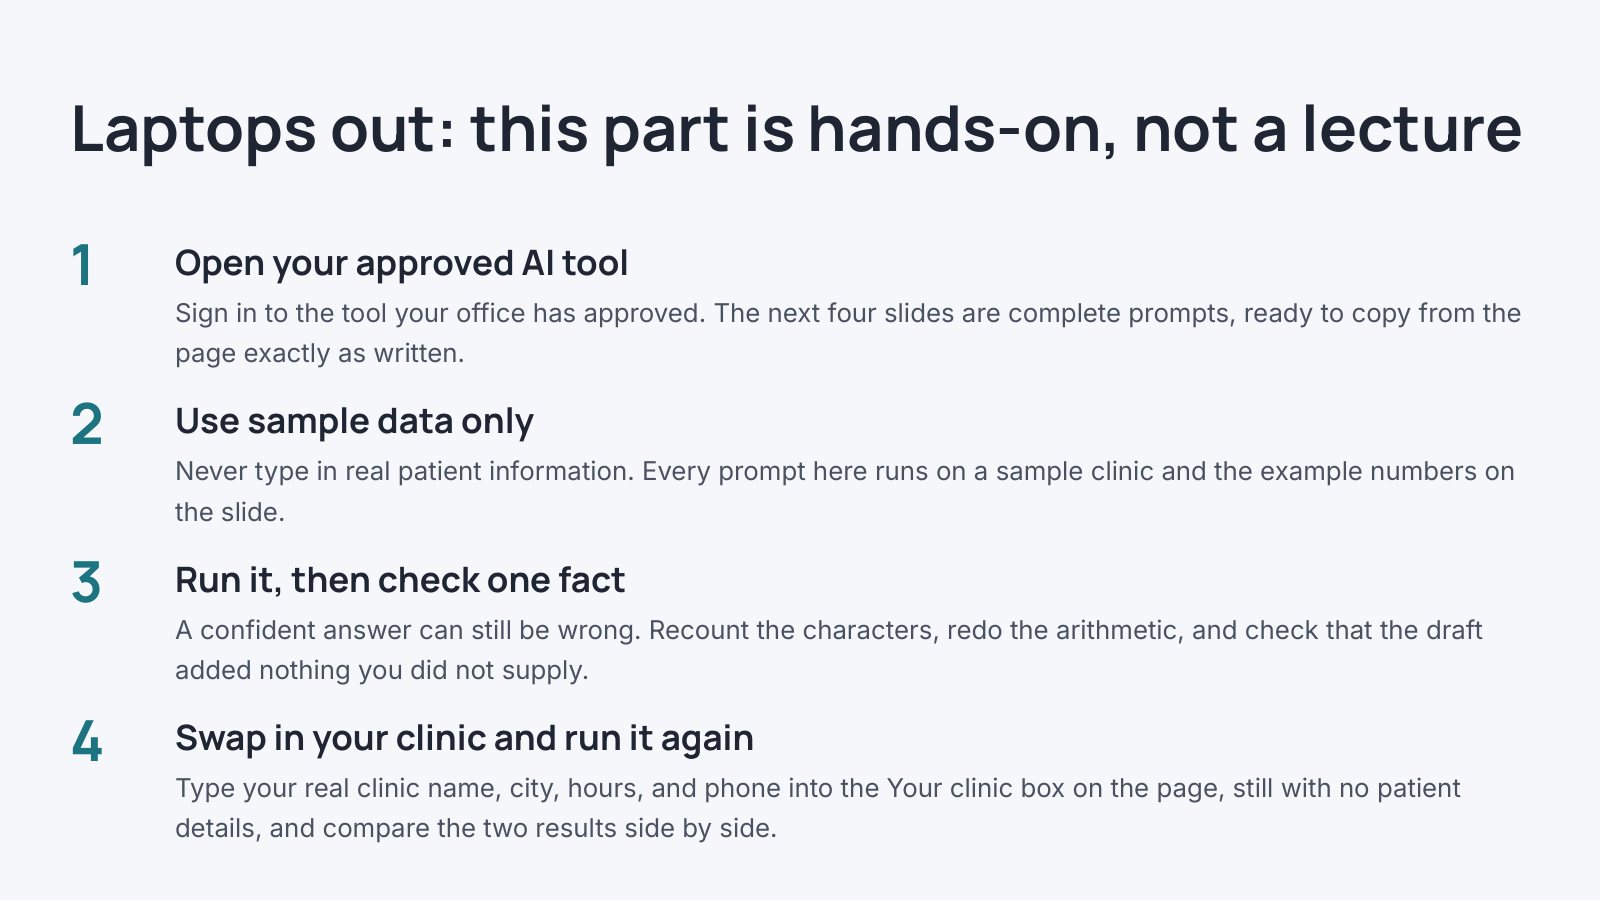 Laptops out: this part is hands-on, not a lecture
1
Open your approved AI tool
Sign in to the tool your office has approved. The next four slides are complete prompts, ready to copy from the
page exactly as written.
2
Use sample data only
Never type in real patient information. Every prompt here runs on a sample clinic and the example numbers on
the slide.
3
Run it, then check one fact
A confident answer can still be wrong. Recount the characters, redo the arithmetic, and check that the draft
added nothing you did not supply.
4
Swap in your clinic and run it again
Type your real clinic name, city, hours, and phone into the Your clinic box on the page, still with no patient
details, and compare the two results side by side.